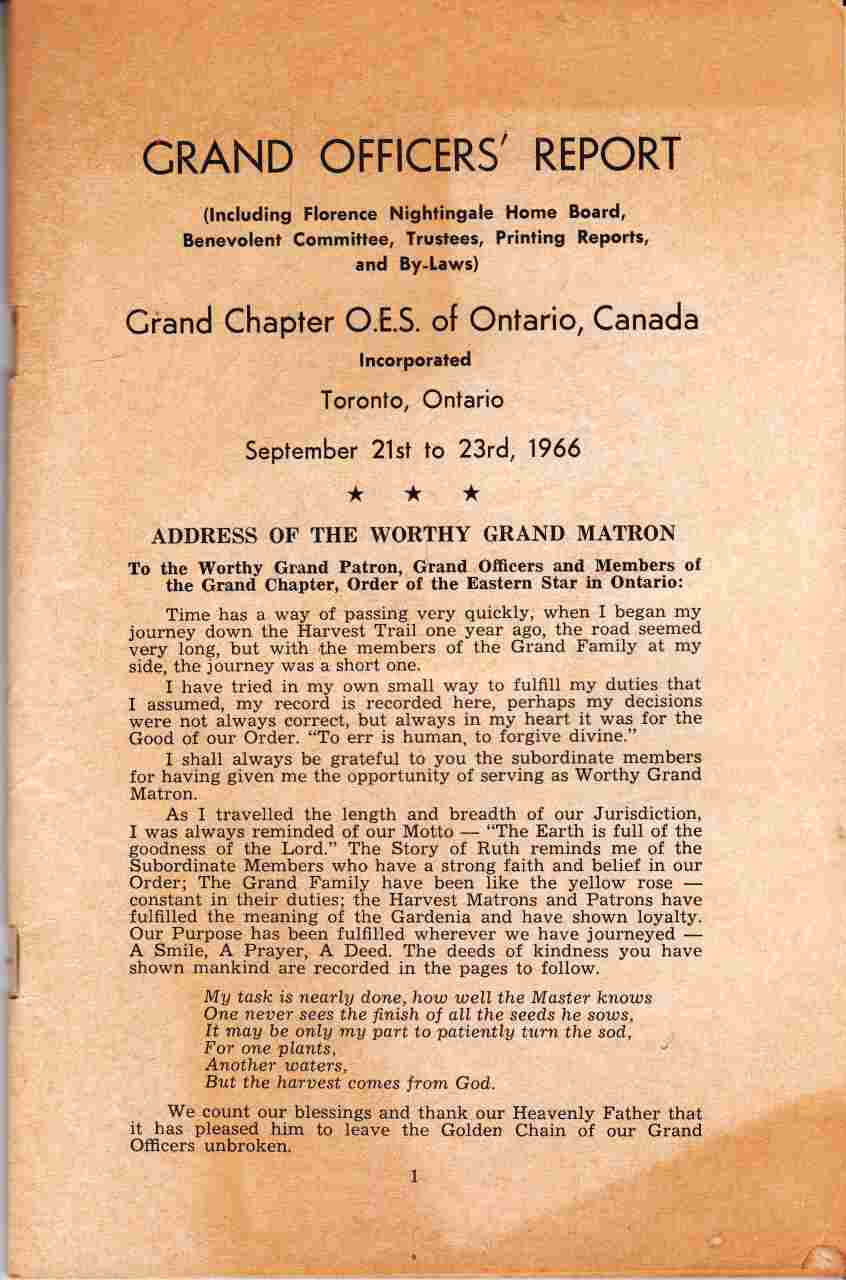 GRAND OFFICERS' REPORT
(Including Florence Nightingale Home Board,
Benevolent Committee, Trustees, Printing Reports,
and By-Laws)
Grand Chapter O.E.S. of Ontario, Canada
Incorporated
Toronto, Ontario
September 21st to 23rd, 1966
★ ★ ★
ADDRESS OF THE WORTHY GRAND MATRON
To the Worthy Grand Patron, Grand Officers and Members of
the Grand Chapter, Order of the Eastern Star in Ontario:
Time has a way of passing very quickly, when I began my
journey down the Harvest Trail one year ago, the road seemed
very long, but with the members of the Grand Family at my
side, the journey was a short one.
I have tried in my own small way to fulfill my duties that
I assumed, my record is recorded here, perhaps my decisions
were not always correct, but always in my heart it was for the
Good of our Order. “To err is human, to forgive divine.”
I shall always be grateful to you the subordinate members
for having given me the opportunity of serving as Worthy Grand
Matron.
As I travelled the length and breadth of our Jurisdiction,
I was always reminded of our Motto — “The Earth is full of the
goodness of the Lord.” The Story of Ruth reminds me of the
Subordinate Members who have a strong faith and belief in our
Order; The Grand Family have been like the yellow rose —
constant in their duties; the Harvest Matrons and Patrons have
fulfilled the meaning of the Gardenia and have shown loyalty.
Our Purpose has been fulfilled wherever we have journeyed —
A Smile, A Prayer, A Deed. The deeds of kindness you have
shown mankind are recorded in the pages to follow.
My task is nearly done, how well the Master knows
One never sees the finish of all the seeds he sows,
It may be only my part to patiently turn the sod,
For one plants,
Another waters,
But the harvest comes from God.
We count our blessings and thank our Heavenly Father that
it has pleased him to leave the Golden Chain of our Grand
Officers unbroken.
1